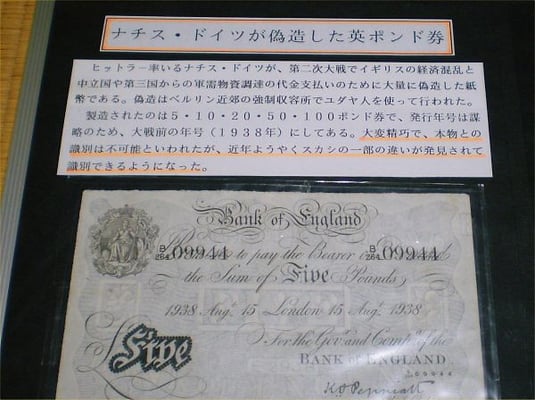 ナチス・ドイツが偽造した英ポンド券
ヒットラー率いるナチス・ドイツが、第二次大戦でイギリスの経済混乱と
中立国や第三国からの軍需物資調達の代金支払いのために大量に偽造した紙
幣である。偽造はベルリン近郊の強制収容所でユダヤ人を使って行われた。
製造されたのは5・10・20・50・100ポンド券で、発行年号は謀
略のため、大戦前の年号(1938年)にしてある。大変精巧で、本物との
識別は不可能といわれたが、近年ようやくスカシの一部の違いが発見されて
識別できるようになった。
Bank of England
B/264 09944 B/264 09944
to pay the Bearer on
the Sum of Five Pounds
1938 Augt. 15 London 15 Augt. 1938
For the Govr. and Compa. of the
Five
BANK OF ENGLAND
K.O. Peppiatt